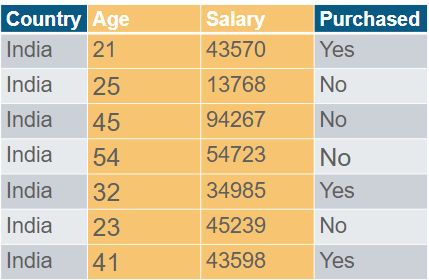 Country Age Salary Purchased
India 21 43570 Yes
India 25 13768 No
India 45 94267 No
India 54 54723 No
India 32 34985 Yes
India 23 45239 No
India 41 43598 Yes